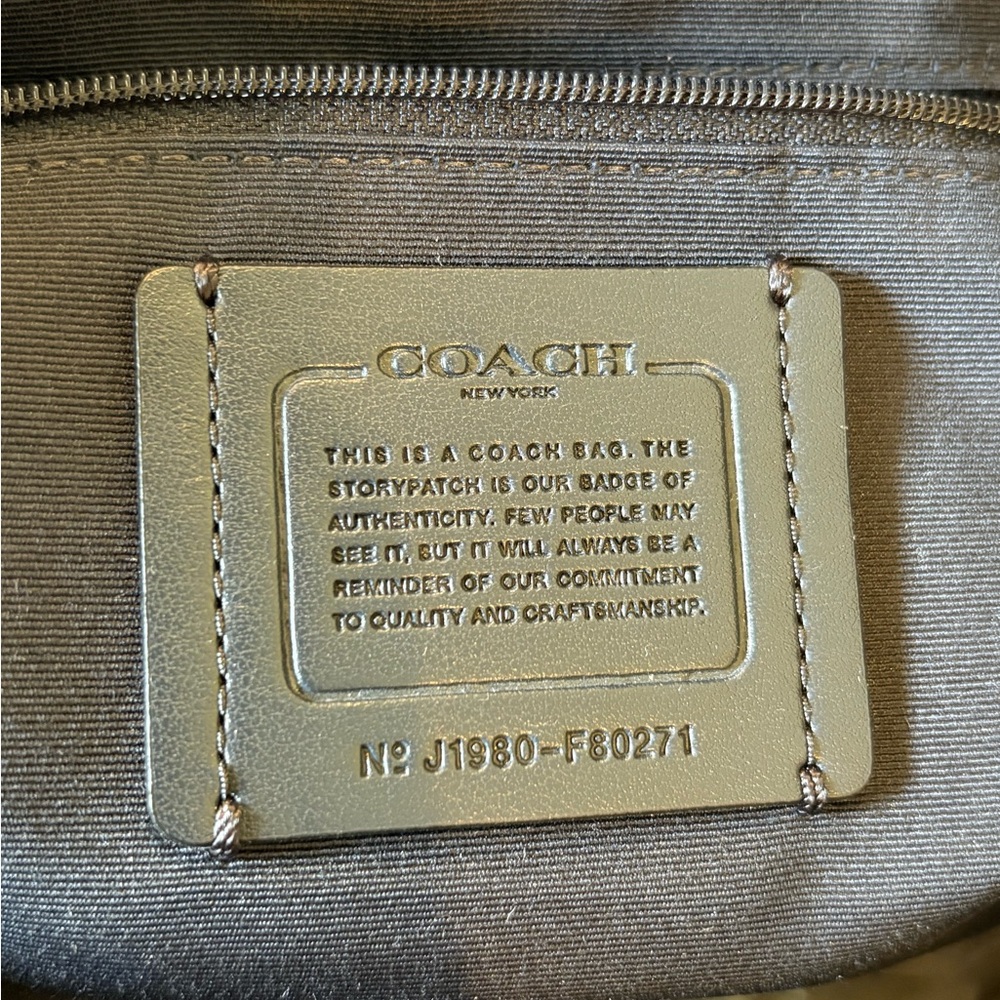 COACH
NEW YORK
THIS IS A COACH BAG. THE
STORYPATCH IS OUR BADGE OF
AUTHENTICITY. FEW PEOPLE MAY
SEE IT, BUT IT WILL ALWAYS BE A
REMINDER OF OUR COMMITMENT
TO QUALITY AND CRAFTSMANSHIP.
Nº J1980-F80271